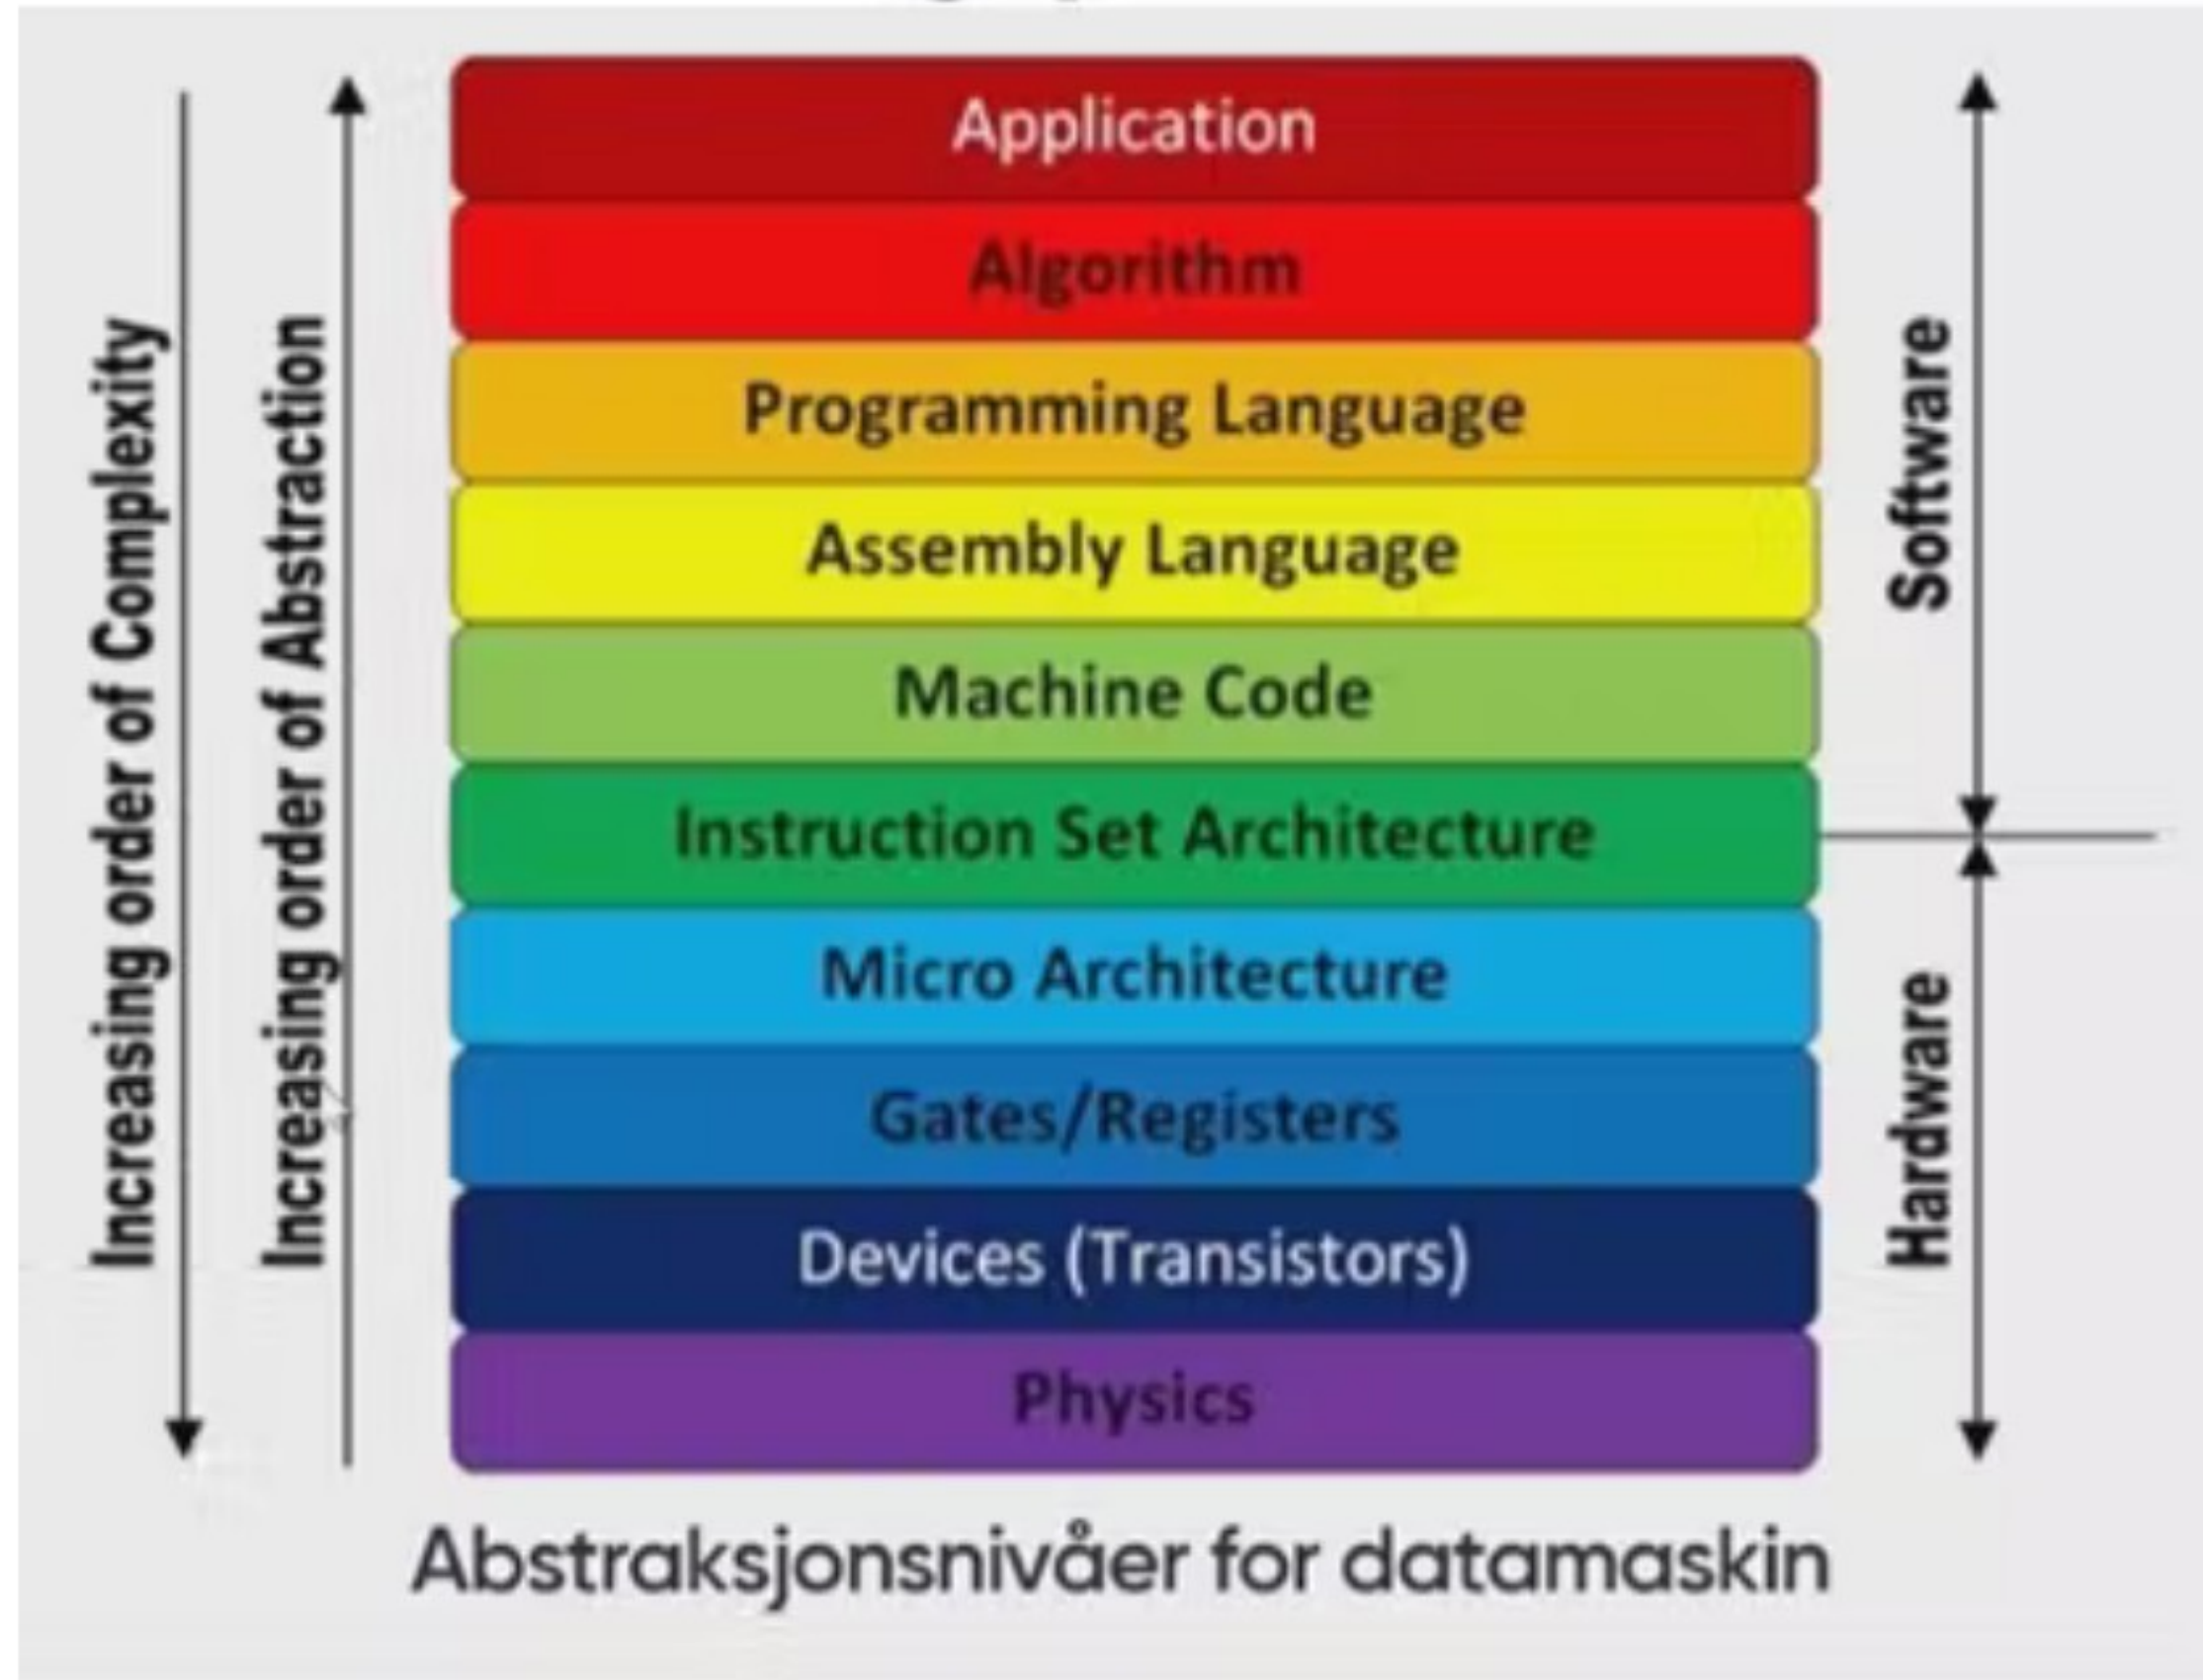 Increasing order of Complexity
Increasing order of Abstraction
Application
Algorithm
Programming Language
Assembly Language
Machine Code
Instruction Set Architecture
Micro Architecture
Gates/Registers
Devices (Transistors)
Physics
Software
Hardware
Abstraksjonsnivåer for datamaskin